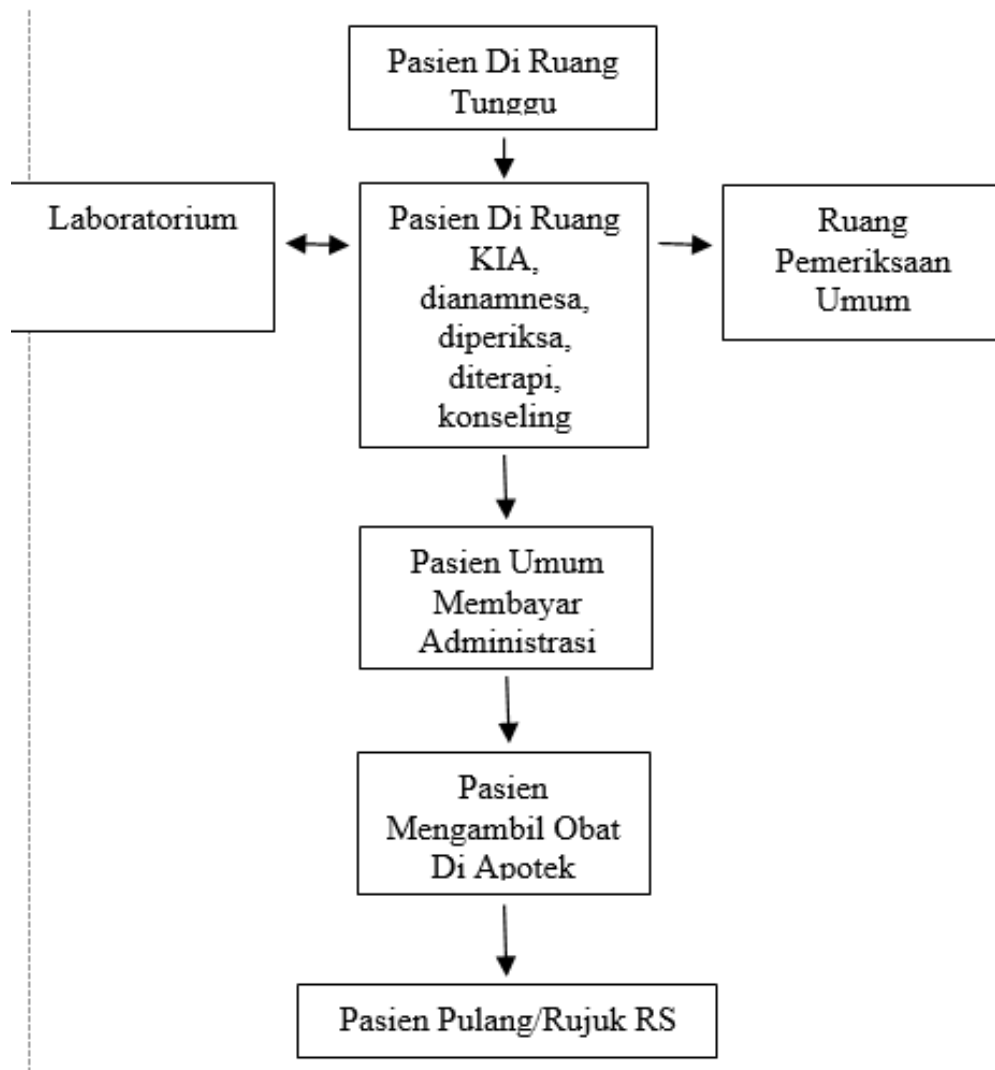 Pasien Di Ruang
Tunggu
Laboratorium
Pasien Di Ruang
KIA,
dianamnesa,
diperiksa,
diterapi,
konseling
Ruang
Pemeriksaan
Umum
Pasien Umum
Membayar
Administrasi
Pasien
Mengambil Obat
Di Apotek
Pasien Pulang/Rujuk RS